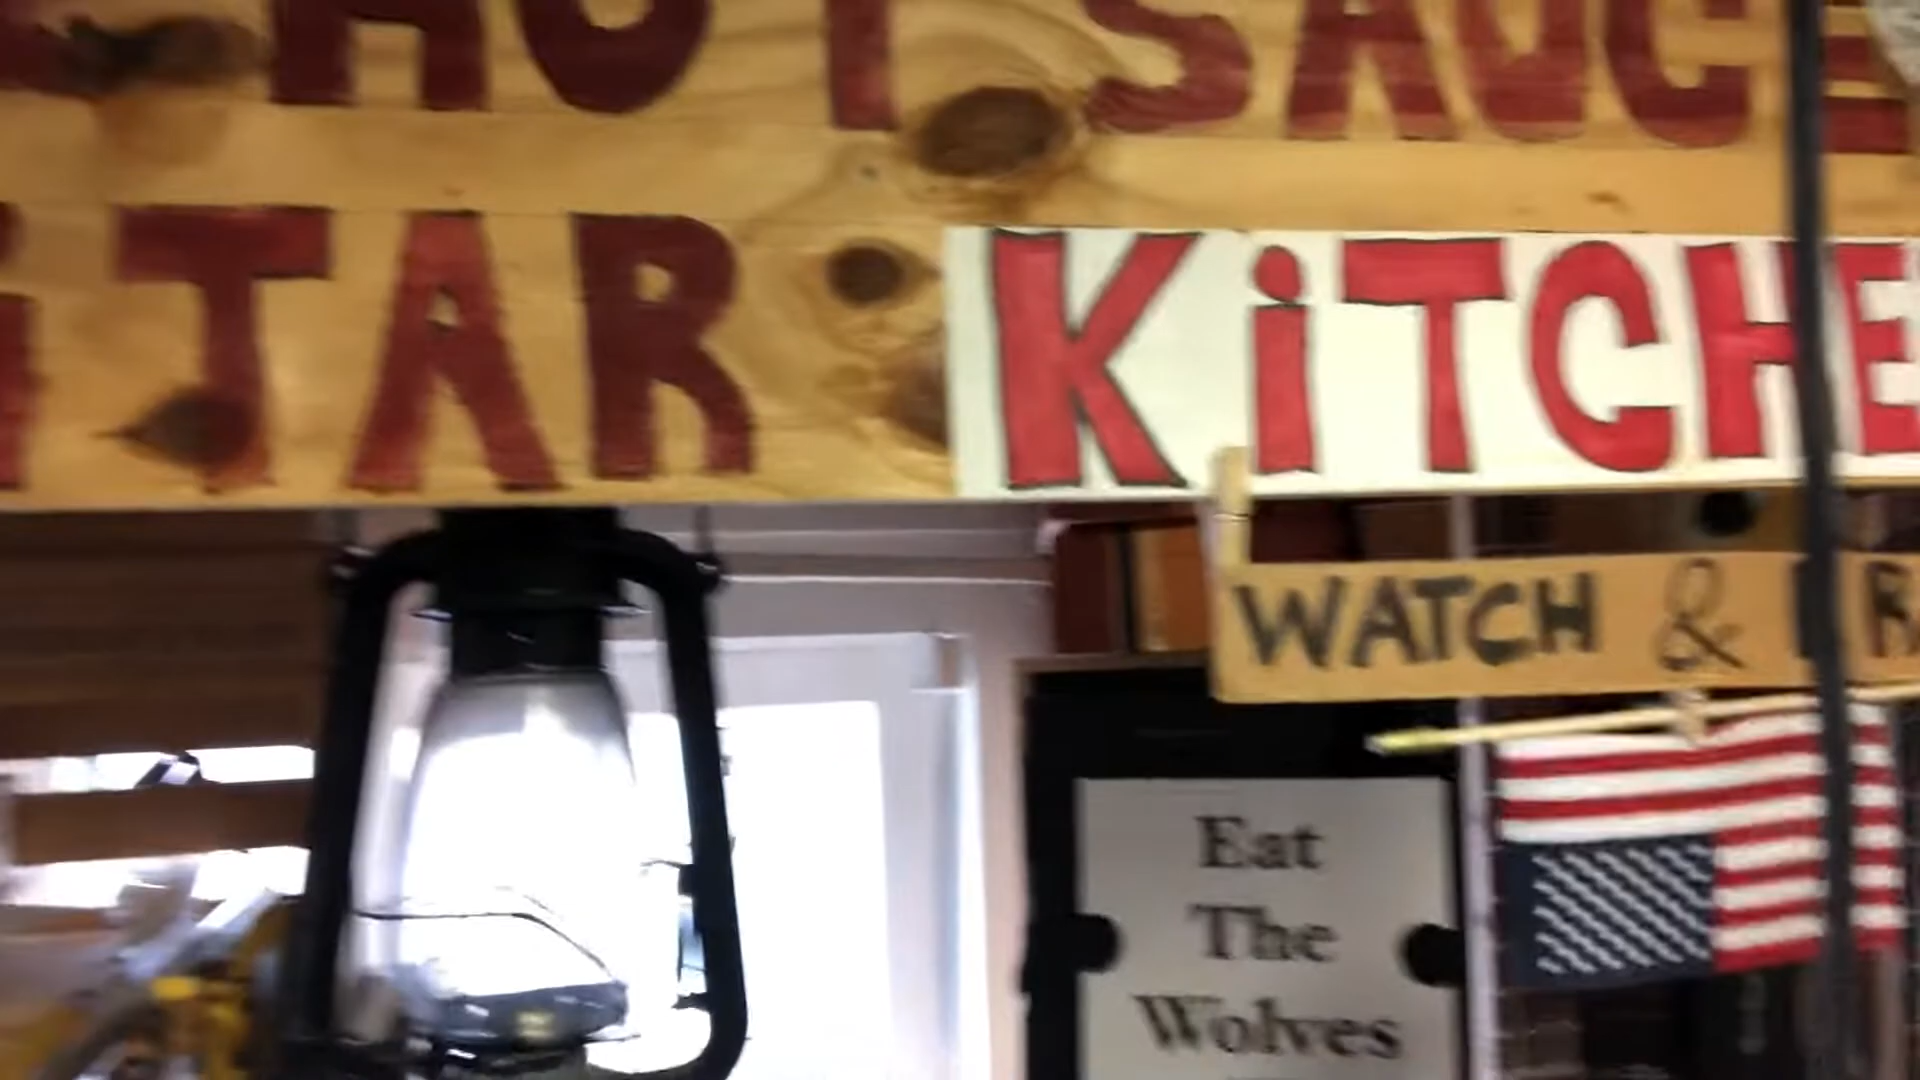 HOT SAUCE
TAR KiTCHE
WATCH &
Eat
The
Wolves